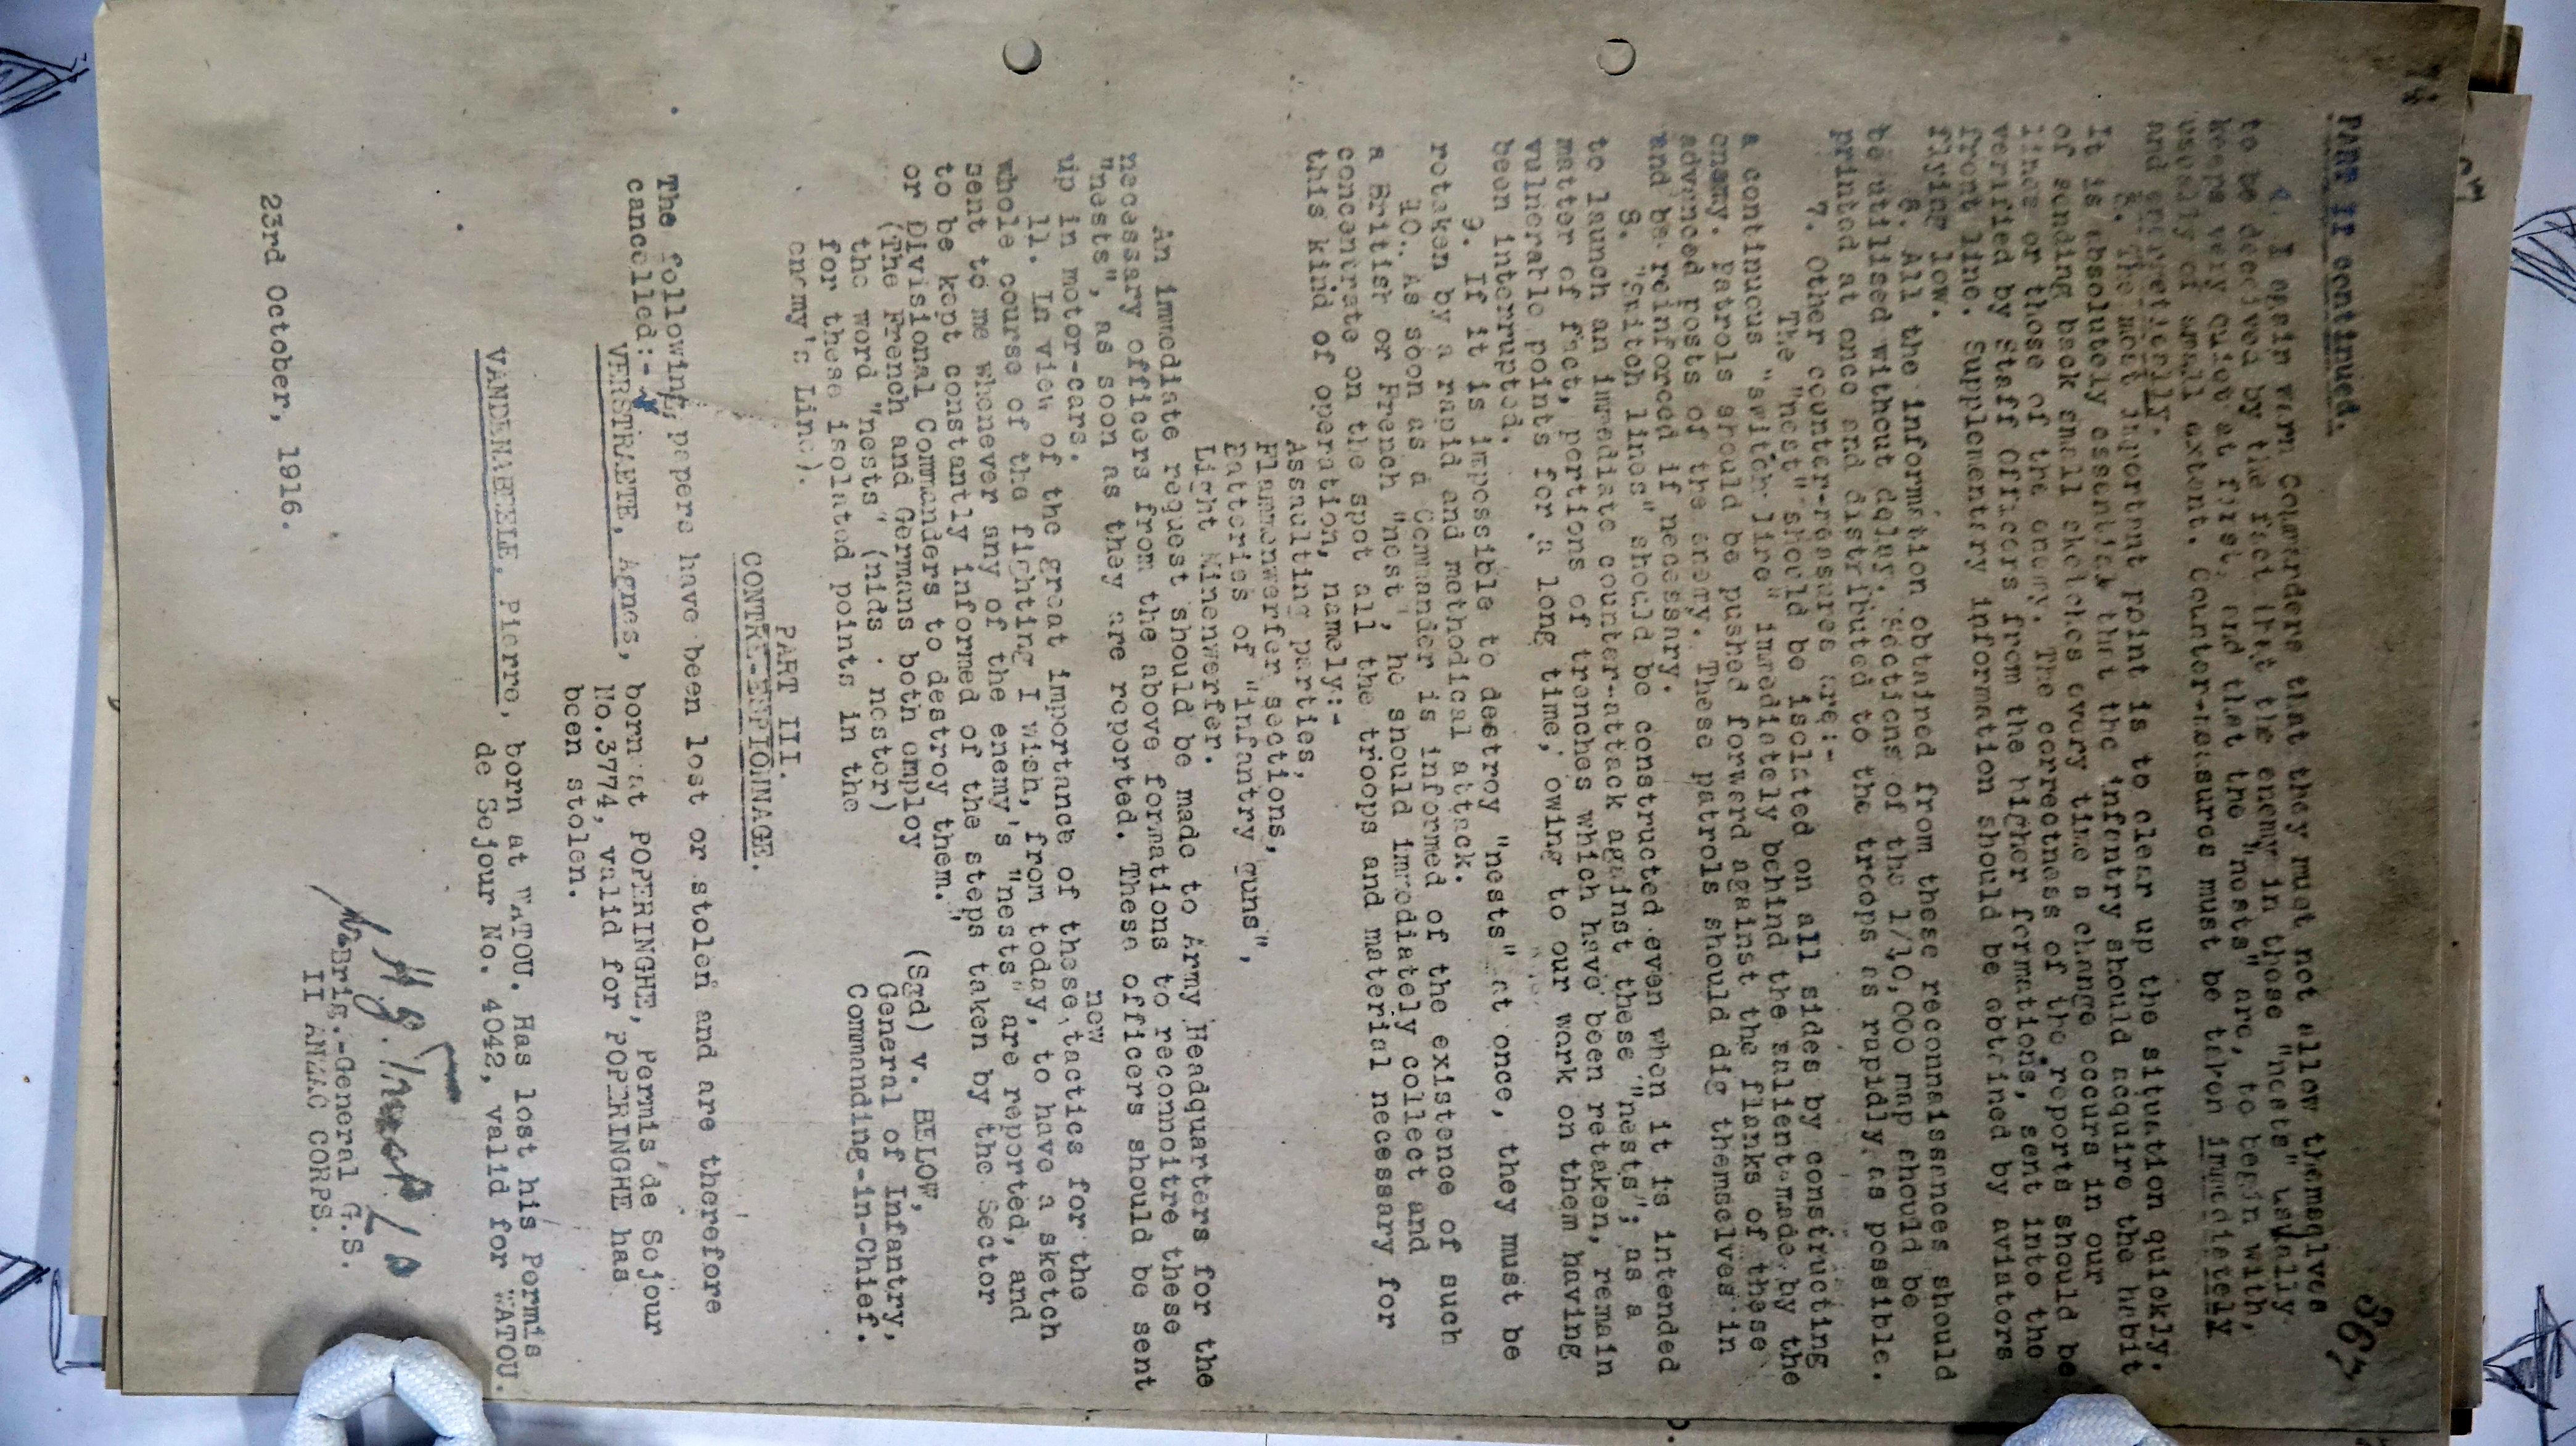 2.
362
PART II continued.
4. I again warn Commanders that they must not allow themselves
to be deceived by the fact that the enemy in these "nests" usually
keeps very quiet at first, and that the "nests" are, to begin with,
usually of small extent. Counter-measures must be taken immediately
and energetically.
5. The most important point is to clear up the situation quickly.
It is absolutely essential that the infantry should acquire the habit
of sending back small sketches every time a change occurs in our
lines or those of the enemy. The correctness of the reports should be
verified by Staff Officers from the higher formations, sent into the
front line. Supplementary information should be obtained by aviators
flying low.
6. All the information obtained from these reconnaissances should
be utilised without delay; sections of the 1/10,000 map should be
printed at once and distributed to the troops as rapidly as possible.
7. Other counter-measures are:-
The "nest" should be isolated on all sides by constructing
a continuous "switch line" immediately behind the salient made by the
enemy. Patrols should be pushed forward against the flanks of these
advanced posts of the enemy. These patrols should dig themselves in
and be reinforced if necessary.
8. "Switch lines" should be constructed even when it is intended
to launch an immediate counter-attack against these "nests"; as a
matter of fact, portions of trenches which have been retaken, remain
vulnerable points for a long time, owing to our work on them having
been interrupted.
9. If it is impossible to destroy "nests" at once, they must be
retaken by a rapid and methodical attack.
10. As soon as a Commander is informed of the existence of such
a British or French "nest", he should immediately collect and
concentrate on the spot all the troops and material necessary for
this kind of operation, namely:-
Assaulting parties,
Flammenwerfer sections,
Batteries of "infantry guns",
Light Minenwerfer.
An immediate request should be made to Army Headquarters for the
necessary officers from the above formations to reconnoitre these
"nests", as soon as they are reported. These officers should be sent
up in motor-cars.
now
11. In view of the great importance of these tactics for the
whole course of the fighting I wish, from today, to have a sketch
sent to me whenever any of the enemy's "nests" are reported, and
to be kept constantly informed of the steps taken by the Sector
or Divisional Commanders to destroy them."
(The French and Germans both employ
the word "nests" (nids : nester)
for these isolated points in the
enemy's Line).
(Sgd) v. BELOW,
General of Infantry,
Commanding-in-Chief.
PART III.
CONTRE-ESPIONNAGE.
The following papers have been lost or stolen and are therefore
cancelled:-
VERSTRAETE, Agnes, born at POPERINGHE, Permis de Sejour
No.3774, valid for POPERINGHE has
been stolen.
VANDENABEELE, Pierre, born at WATOU. Has lost his Permis
de Sejour No. 4042, valid for WATOU.
Brig.-General G.S.
II ANZAC CORPS.
23rd October, 1916.